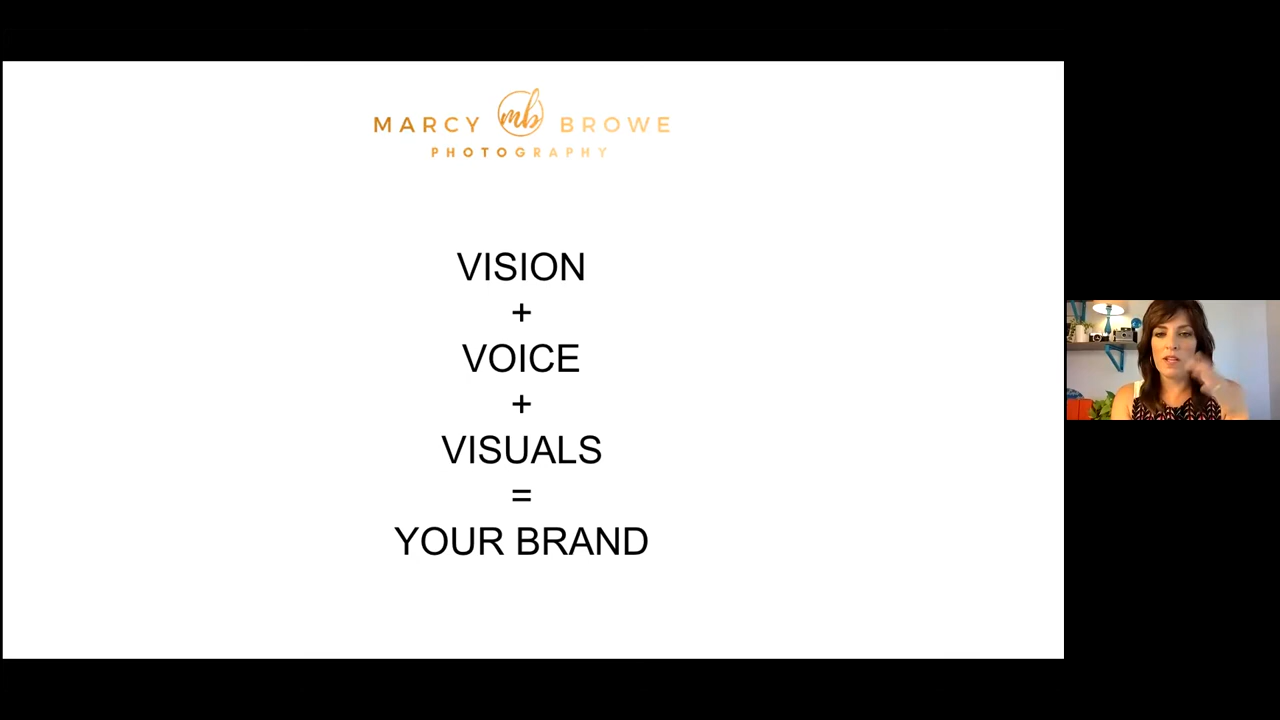 MARCY mb BROWE
PHOTOGRAPHY
VISION
+
VOICE
+
VISUALS
=
YOUR BRAND